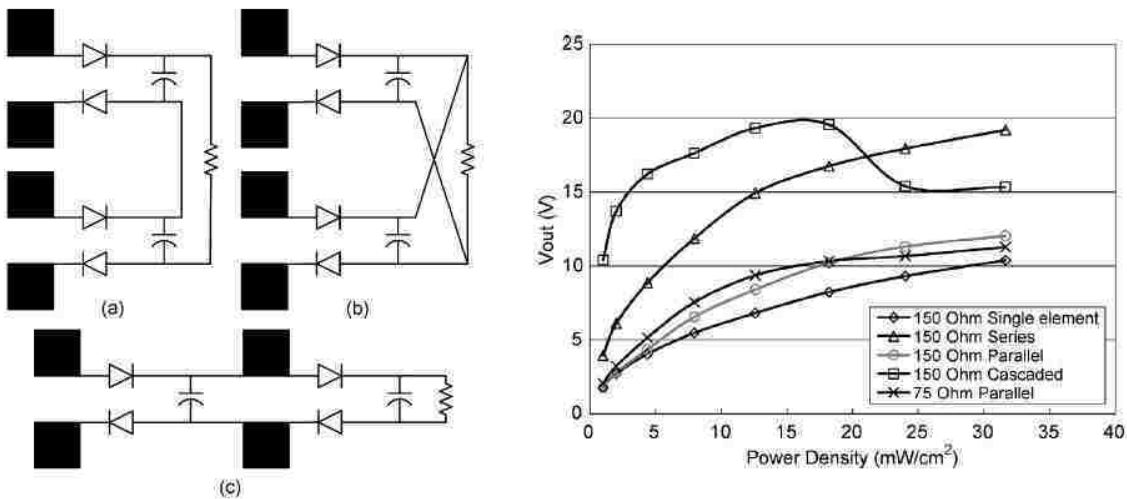 (a)
(b)
(c)
25
20
15
10
5
0
Vout (V)
0
5
10
15
20
25
30
35
40
Power Density (mW/cm²)
150 Ohm Single element
150 Ohm Series
150 Ohm Parallel
150 Ohm Cascaded
75 Ohm Parallel